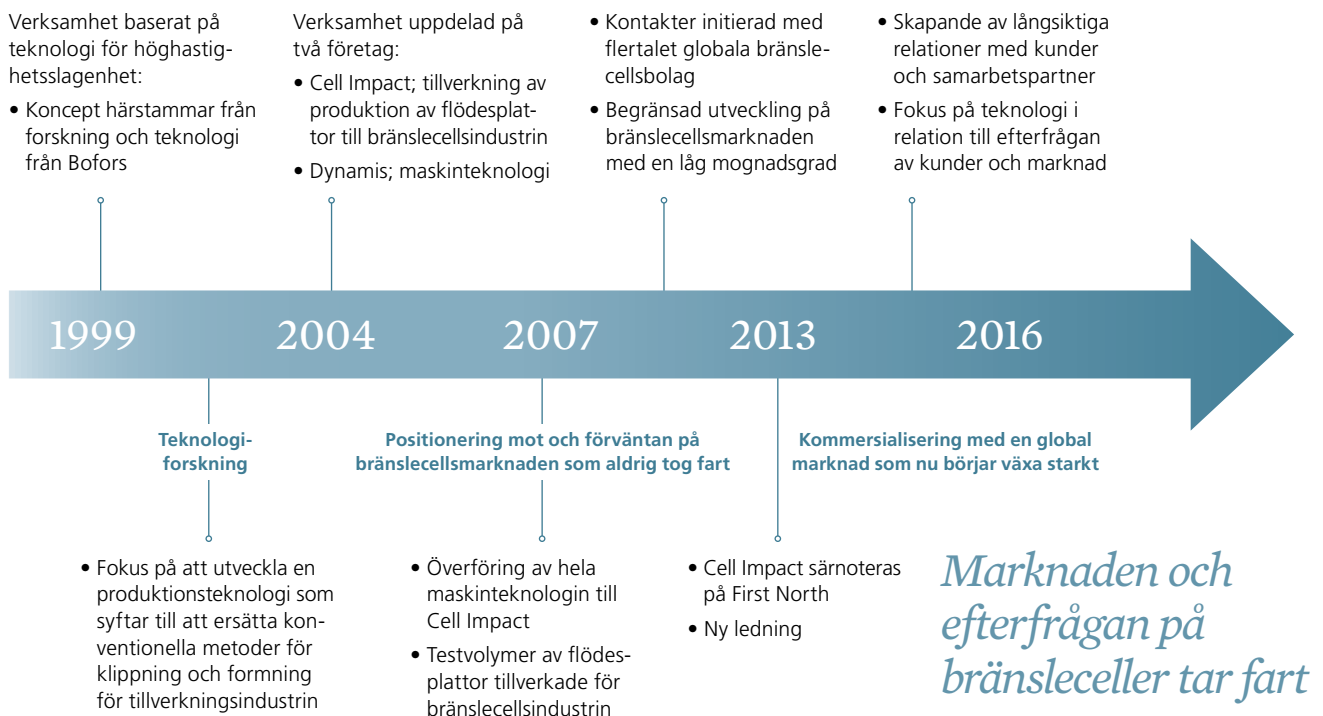 Verksamhet baserat på
teknologi för höghastig-
hetsslagenhet:
• Koncept härstammar från
forskning och teknologi
från Bofors
Verksamhet uppdelad på
två företag:
• Cell Impact; tillverkning av
produktion av flödesplat-
tor till bränslecellsindustrin
• Dynamis; maskinteknologi
• Kontakter initierad med
flertalet globala bränsle-
cellsbolag
• Begränsad utveckling på
bränslecellsmarknaden
med en låg mognadsgrad
• Skapande av långsiktiga
relationer med kunder
och samarbetspartner
• Fokus på teknologi i
relation till efterfrågan
av kunder och marknad
1999
2004
2007
2013
2016
Teknologi-
forskning
Positionering mot och förväntan på
bränslecellsmarknaden som aldrig tog fart
Kommersialisering med en global
marknad som nu börjar växa starkt
• Fokus på att utveckla en
produktionsteknologi som
syftar till att ersätta kon-
ventionella metoder för
klippning och formning
för tillverkningsindustrin
• Överföring av hela
maskinteknologin till
Cell Impact
• Testvolymer av flödes-
plattor tillverkade för
bränslecellsindustrin
• Cell Impact särnoteras
på First North
• Ny ledning
Marknaden och
efterfrågan på
bränsleceller tar fart